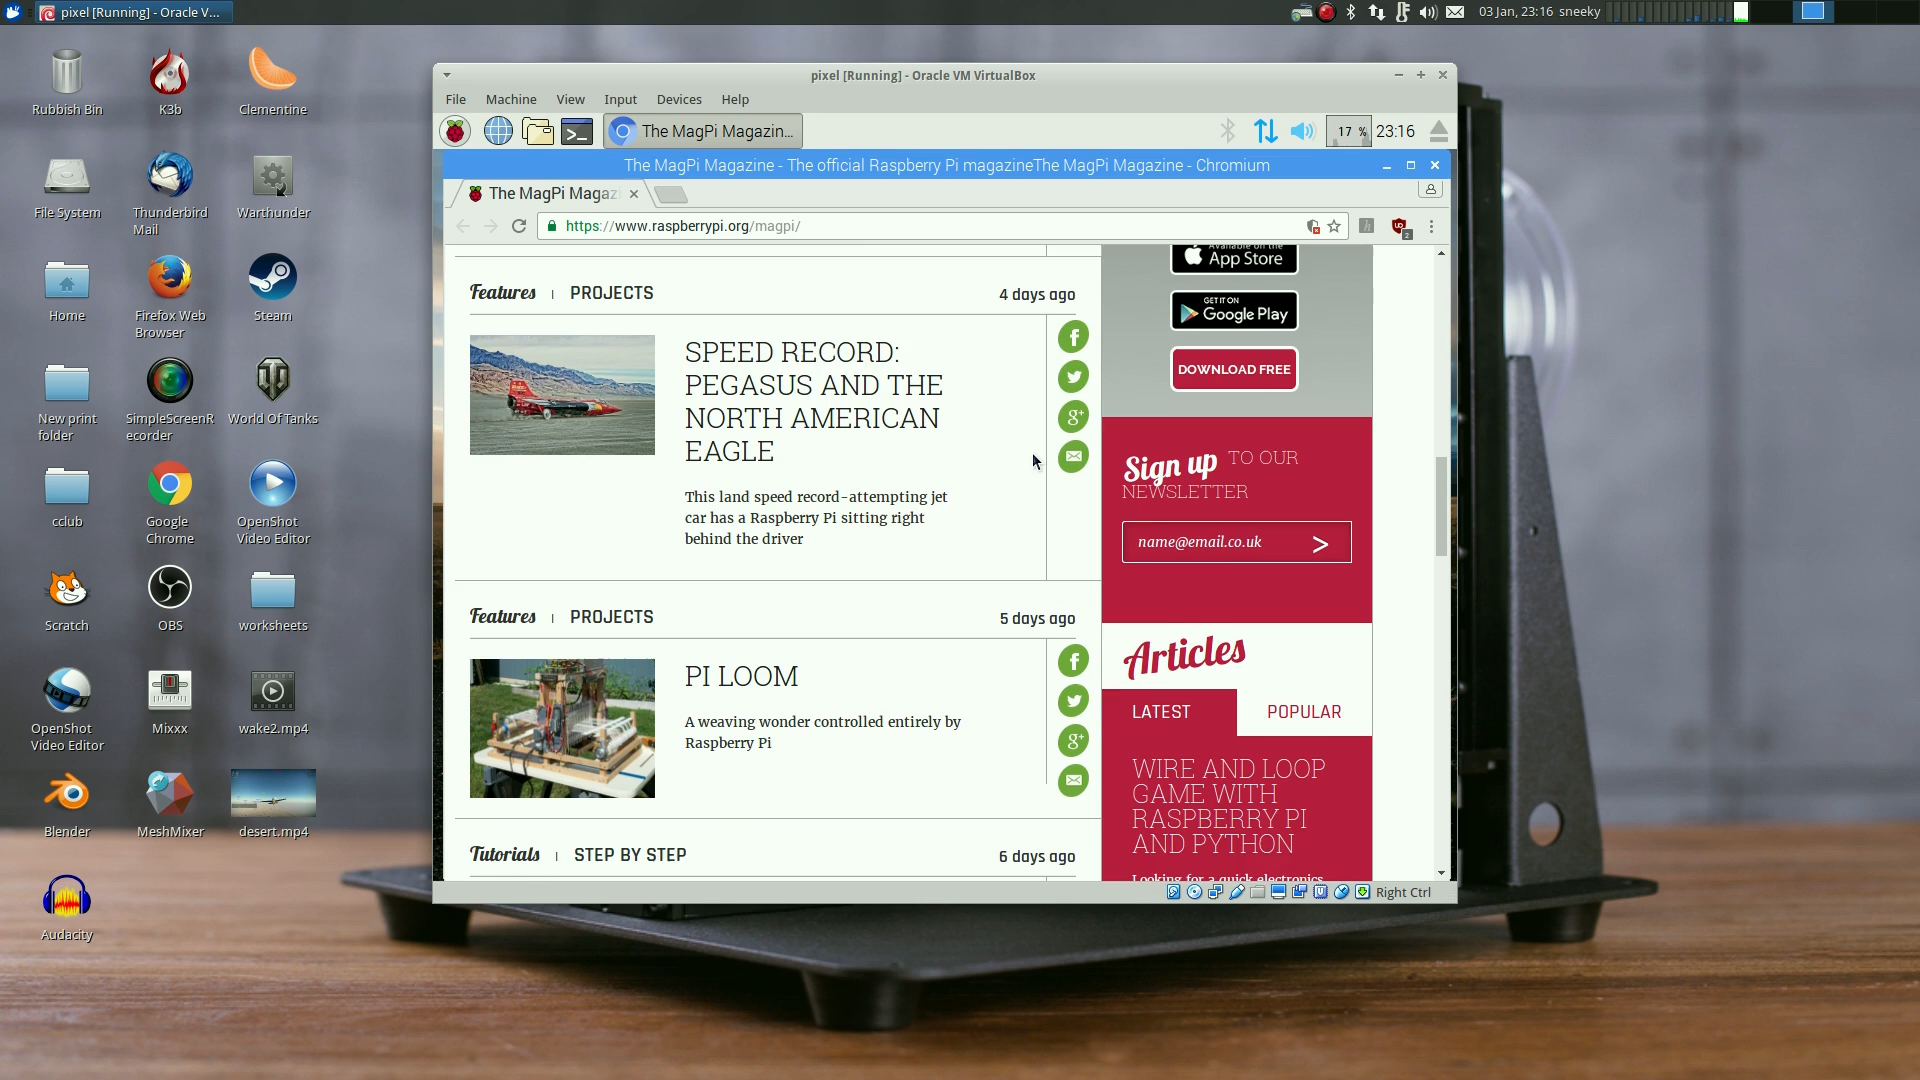 pixel [Running] - Oracle V...
03 Jan, 23:16 sneeky
Rubbish Bin
K3b
Clementine
File System
Thunderbird
Mail
Warthunder
Home
Firefox Web
Browser
Steam
New print
folder
SimpleScreenR
ecorder
World Of Tanks
cclub
Google
Chrome
OpenShot
Video Editor
Scratch
OBS
worksheets
OpenShot
Video Editor
Mixxx
wake2.mp4
Blender
MeshMixer
desert.mp4
Audacity
pixel [Running] - Oracle VM VirtualBox
File Machine View Input Devices Help
The MagPi Magazin...
17 %
23:16
The MagPi Magazine - The official Raspberry Pi magazineThe MagPi Magazine - Chromium
The MagPi Magaz
https://www.raspberrypi.org/magpi/
2
Features | PROJECTS
4 days ago
SPEED RECORD:
PEGASUS AND THE
NORTH AMERICAN
EAGLE
This land speed record-attempting jet
car has a Raspberry Pi sitting right
behind the driver
Features | PROJECTS
5 days ago
PI LOOM
A weaving wonder controlled entirely by
Raspberry Pi
Tutorials | STEP BY STEP
6 days ago
Available on the
App Store
GET IT ON
Google Play
DOWNLOAD FREE
Sign up TO OUR
NEWSLETTER
name@email.co.uk >
Articles
LATEST
POPULAR
WIRE AND LOOP
GAME WITH
RASPBERRY PI
AND PYTHON
Looking for a quick electronics
Right Ctrl